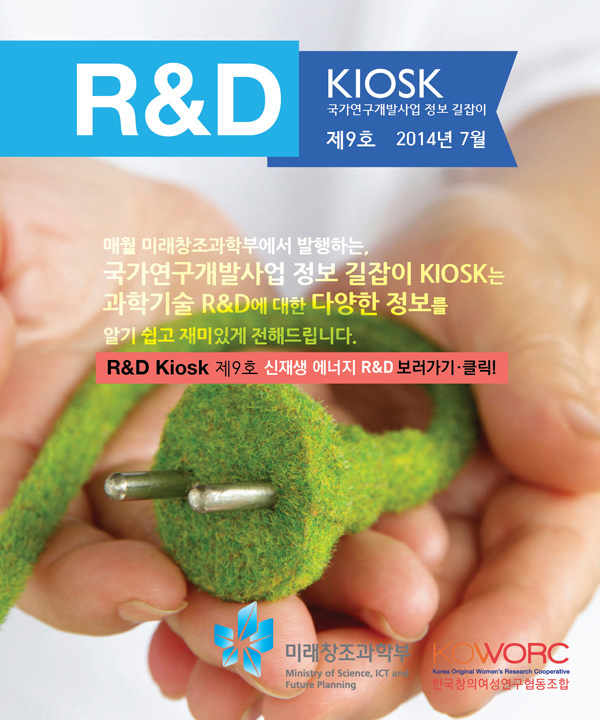 R&D
KIOSK
국가연구개발사업 정보 길잡이
제9호 2014년 7월
매월 미래창조과학부에서 발행하는,
국가연구개발사업 정보 길잡이 KIOSK는
과학기술 R&D에 대한 다양한 정보를
알기 쉽고 재미있게 전해드립니다.
R&D Kiosk 제9호 신재생 에너지 R&D 보러가기·클릭!
미래창조과학부
Ministry of Science, ICT and
Future Planning
KOWORC
Korea Original Women's Research Cooperative
한국창의여성연구협동조합